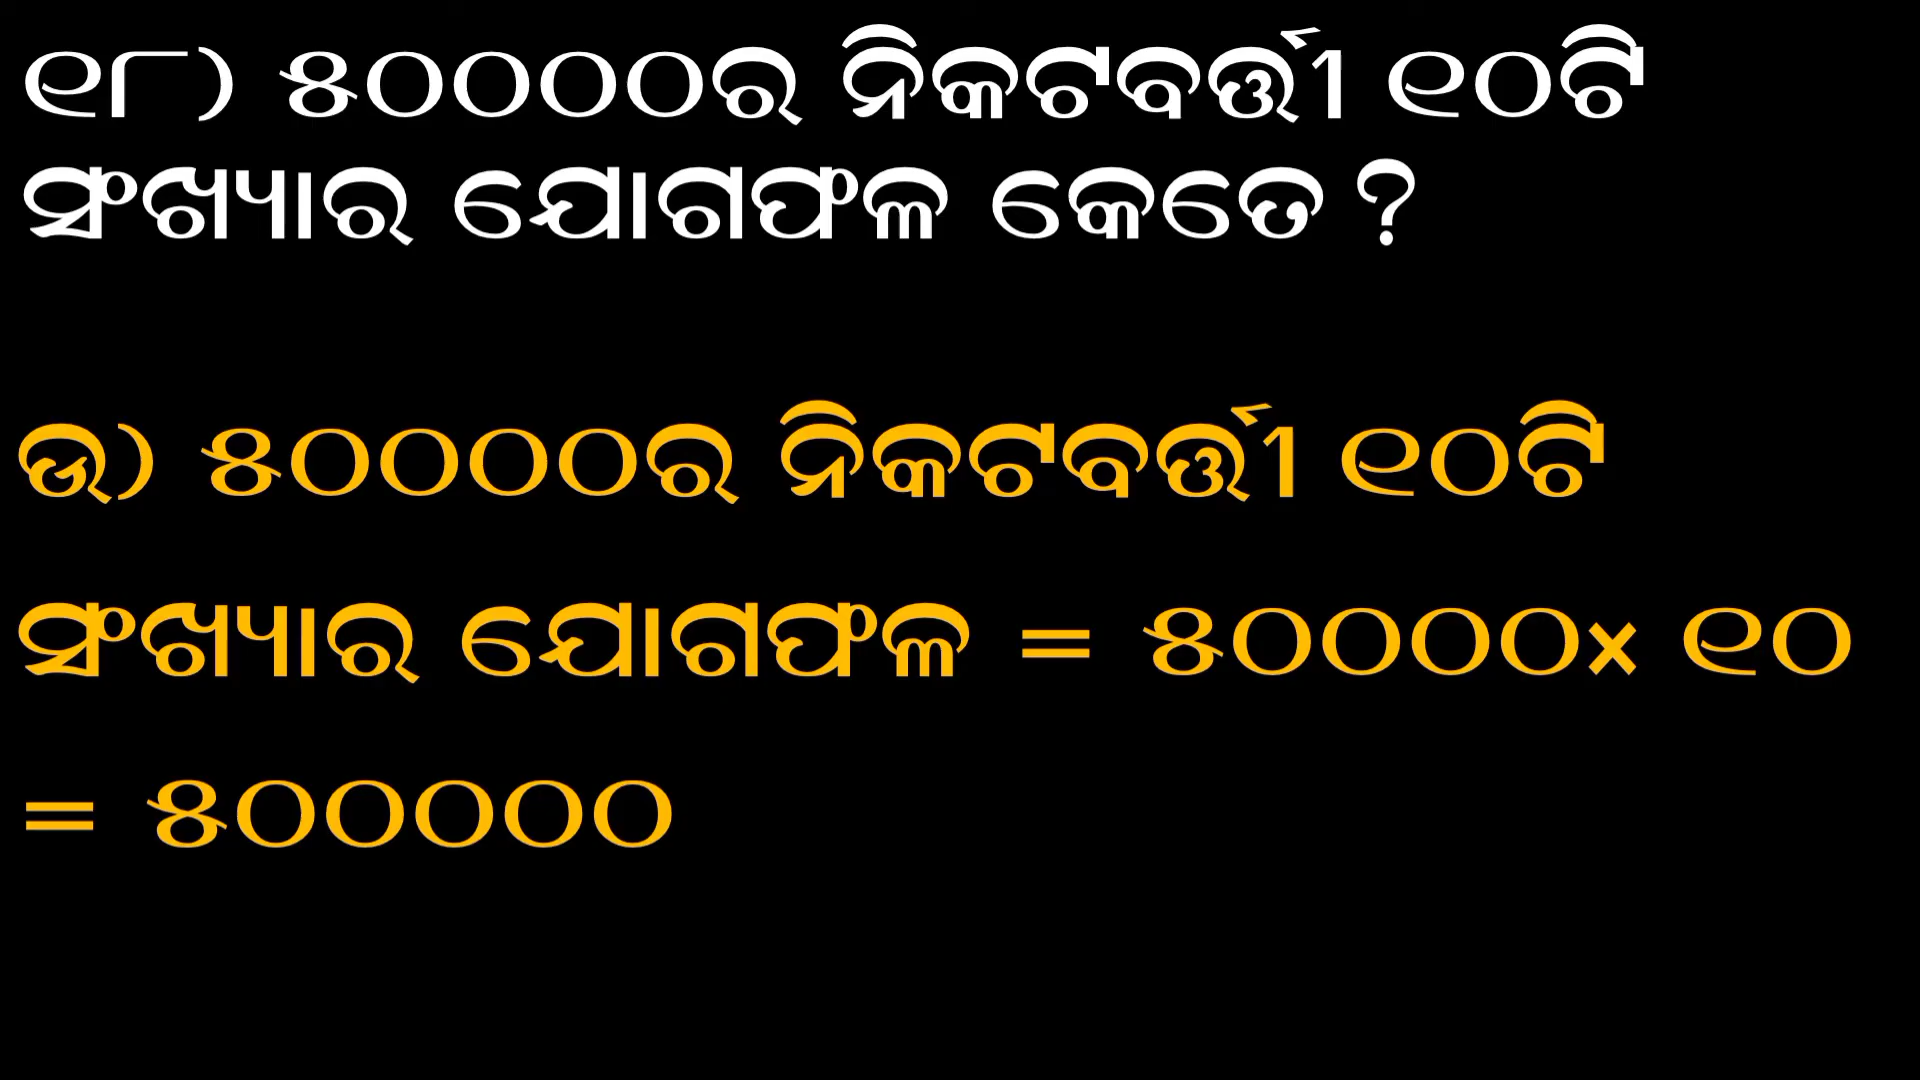 ୧୮) ୫୦୦୦୦ର ନିକଟବର୍ତ୍ତୀ ୧୦ଟି
ସଂଖ୍ୟାର ଯୋଗଫଳ କେତେ ?
ଉ) ୫୦୦୦୦ର ନିକଟବର୍ତ୍ତୀ ୧୦ଟି
ସଂଖ୍ୟାର ଯୋଗଫଳ = ୫୦୦୦୦× ୧୦
= ୫୦୦୦୦୦